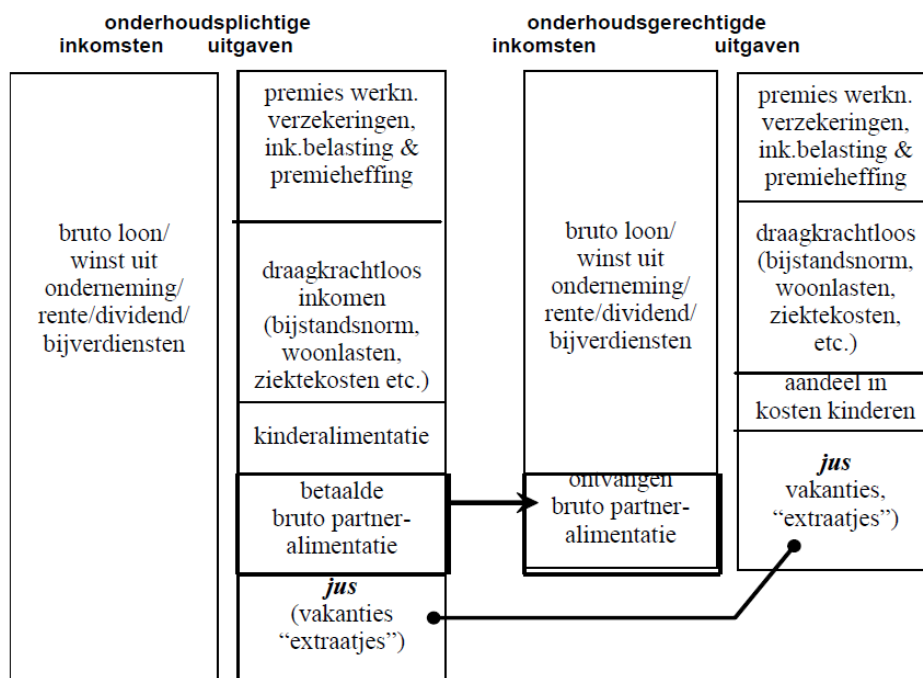 onderhoudsplichtige
inkomsten uitgaven
onderhoudsgerechtigde
inkomsten uitgaven
bruto loon/
winst uit
onderneming/
rente/dividend/
bijverdiensten
premies werkn.
verzekeringen,
ink.belasting &
premieheffing
draagkrachtloos
inkomen
(bijstandsnorm,
woonlasten,
ziektekosten etc.)
kinderalimentatie
betaalde
bruto partner-
alimentatie
jus
(vakanties
“extraatjes”)
bruto loon/
winst uit
onderneming/
rente/dividend/
bijverdiensten
ontvangen
bruto partner-
alimentatie
premies werkn.
verzekeringen,
ink.belasting &
premieheffing
draagkrachtloos
(bijstandsnorm,
woonlasten,
ziektekosten,
etc.)
aandeel in
kosten kinderen
jus
vakanties,
“extraatjes”)